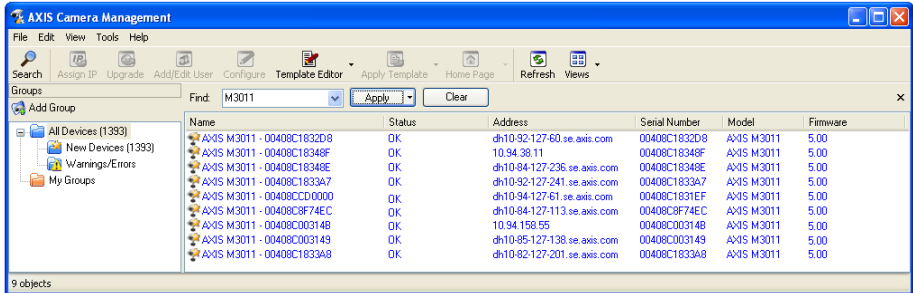 AXIS Camera Management
File Edit View Tools Help
Search Assign IP Upgrade Add/Edit User Configure Template Editor Apply Template Home Page Refresh Views
Groups
Find: M3011 Apply Clear
Add Group
Name Status Address Serial Number Model Firmware
All Devices (1393)
New Devices (1393)
Warnings/Errors
My Groups
AXIS M3011 - 00408C1832D8 OK dh10-92-127-60.se.axis.com 00408C1832D8 AXIS M3011 5.00
AXIS M3011 - 00408C18348F OK 10.94.38.11 00408C18348F AXIS M3011 5.00
AXIS M3011 - 00408C18348E OK dh10-84-127-236.se.axis.com 00408C18348E AXIS M3011 5.00
AXIS M3011 - 00408C1833A7 OK dh10-92-127-241.se.axis.com 00408C1833A7 AXIS M3011 5.00
AXIS M3011 - 00408CCD0000 OK dh10-94-127-61.se.axis.com 00408C1831EF AXIS M3011 5.00
AXIS M3011 - 00408C8F74EC OK dh10-84-127-113.se.axis.com 00408C8F74EC AXIS M3011 5.00
AXIS M3011 - 00408C00314B OK 10.94.158.55 00408C00314B AXIS M3011 5.00
AXIS M3011 - 00408C003149 OK dh10-85-127-138.se.axis.com 00408C003149 AXIS M3011 5.00
AXIS M3011 - 00408C1833A8 OK dh10-82-127-201.se.axis.com 00408C1833A8 AXIS M3011 5.00
9 objects